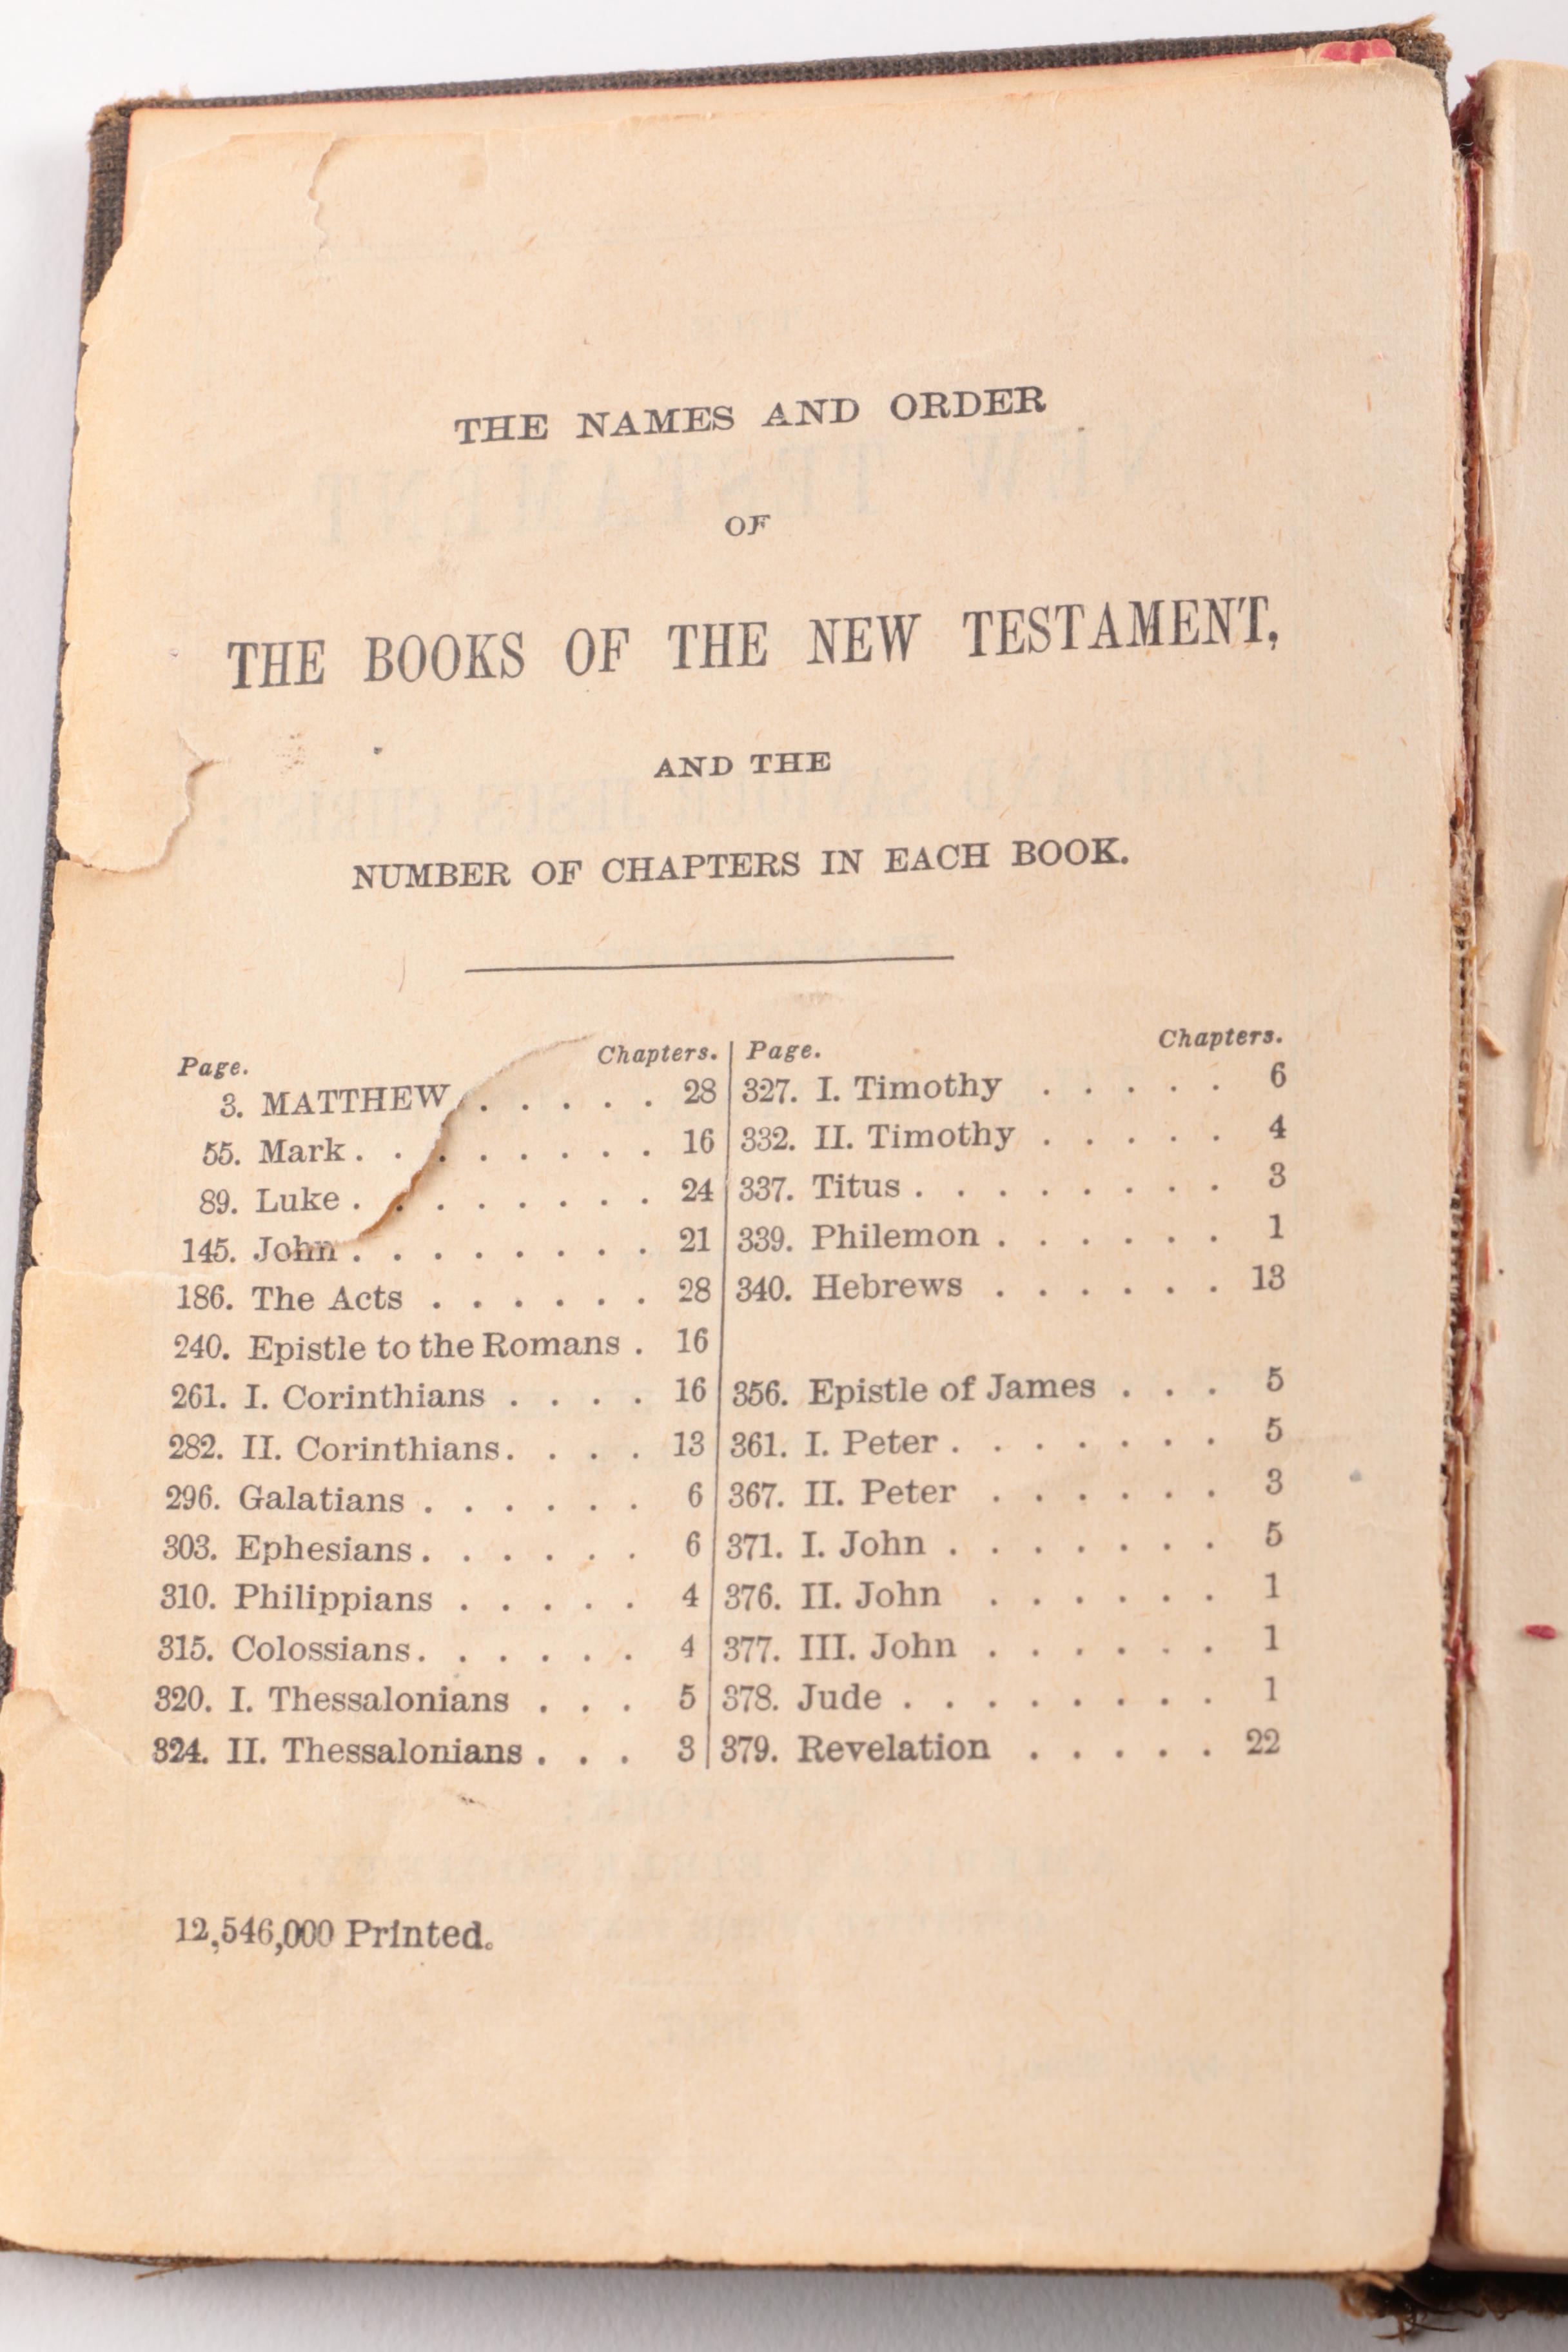 THE NAMES AND ORDER
OF
THE BOOKS OF THE NEW TESTAMENT,
AND THE
NUMBER OF CHAPTERS IN EACH BOOK.
Page. Chapters.
3. MATTHEW . . . . . 28
55. Mark . . . . . . . . 16
89. Luke . . . . . . . . 24
145. John . . . . . . . . 21
186. The Acts . . . . . . 28
240. Epistle to the Romans . 16
261. I. Corinthians . . . . 16
282. II. Corinthians . . . . 13
296. Galatians . . . . . . 6
303. Ephesians . . . . . . 6
310. Philippians . . . . . 4
315. Colossians . . . . . . 4
320. I. Thessalonians . . . 5
324. II. Thessalonians . . . 3
Page. Chapters.
327. I. Timothy . . . . . 6
332. II. Timothy . . . . . 4
337. Titus . . . . . . . . 3
339. Philemon . . . . . . 1
340. Hebrews . . . . . . 13
356. Epistle of James . . . 5
361. I. Peter . . . . . . . 5
367. II. Peter . . . . . . 3
371. I. John . . . . . . . 5
376. II. John . . . . . . 1
377. III. John . . . . . . 1
378. Jude . . . . . . . . . 1
379. Revelation . . . . . 22
12,546,000 Printed.